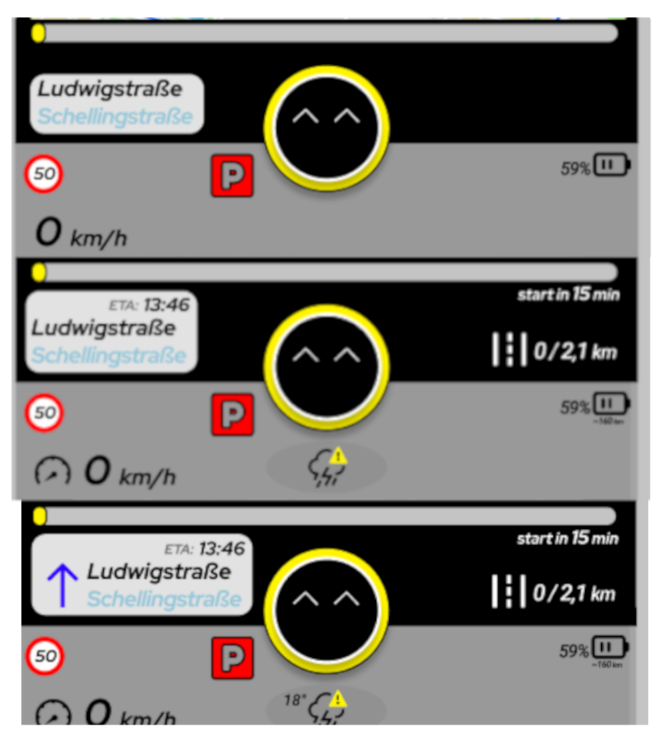 Ludwigstraße
Schellingstraße
50
P
59%
0 km/h
ETA: 13:46
start in 15 min
Ludwigstraße
Schellingstraße
0/2,1 km
50
P
59%
~160 km
0 km/h
ETA: 13:46
start in 15 min
Ludwigstraße
Schellingstraße
0/2,1 km
50
P
59%
~160 km
18°
0 km/h